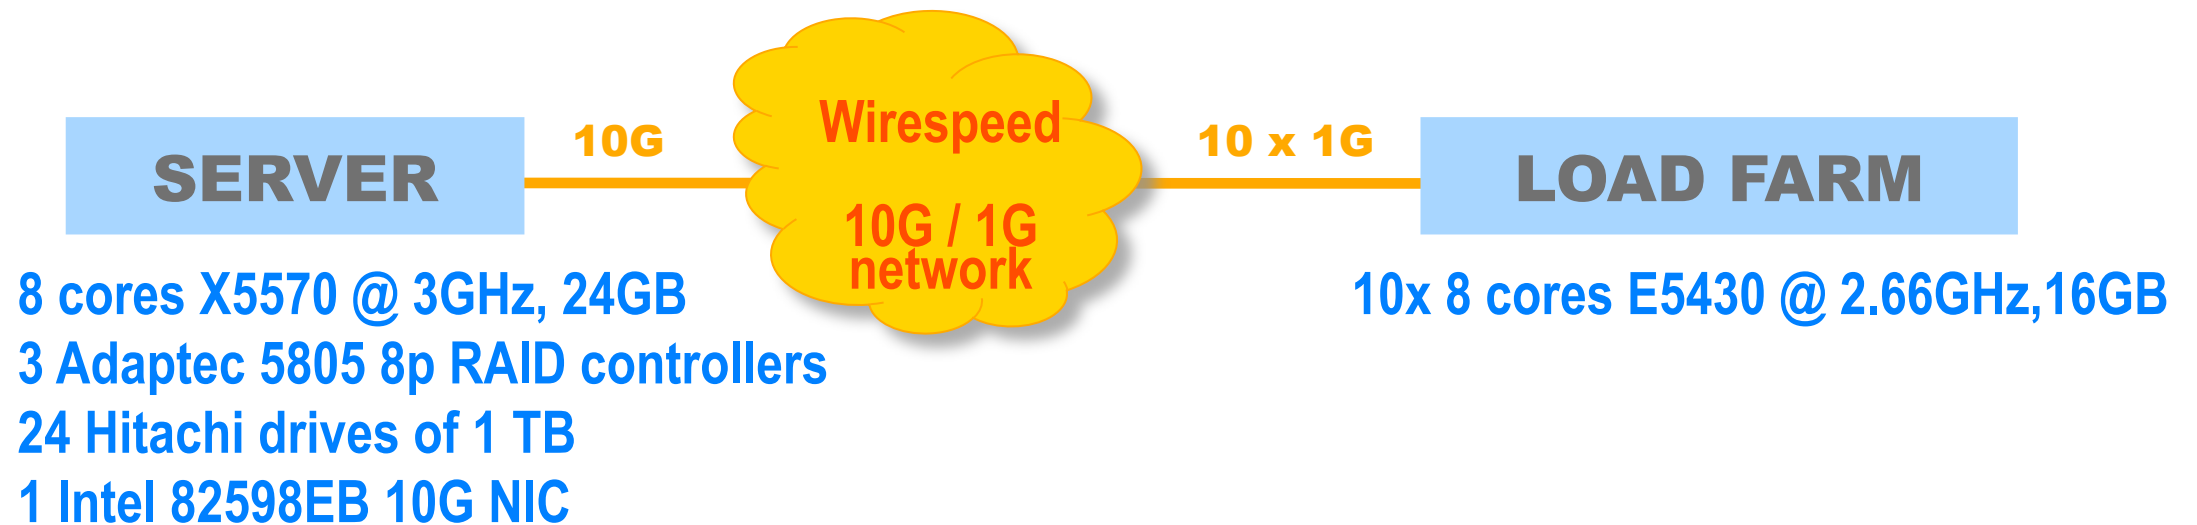 SERVER
10G
Wirespeed
10G / 1G
network
10 x 1G
LOAD FARM
8 cores X5570 @ 3GHz, 24GB
3 Adaptec 5805 8p RAID controllers
24 Hitachi drives of 1 TB
1 Intel 82598EB 10G NIC
10x 8 cores E5430 @ 2.66GHz,16GB